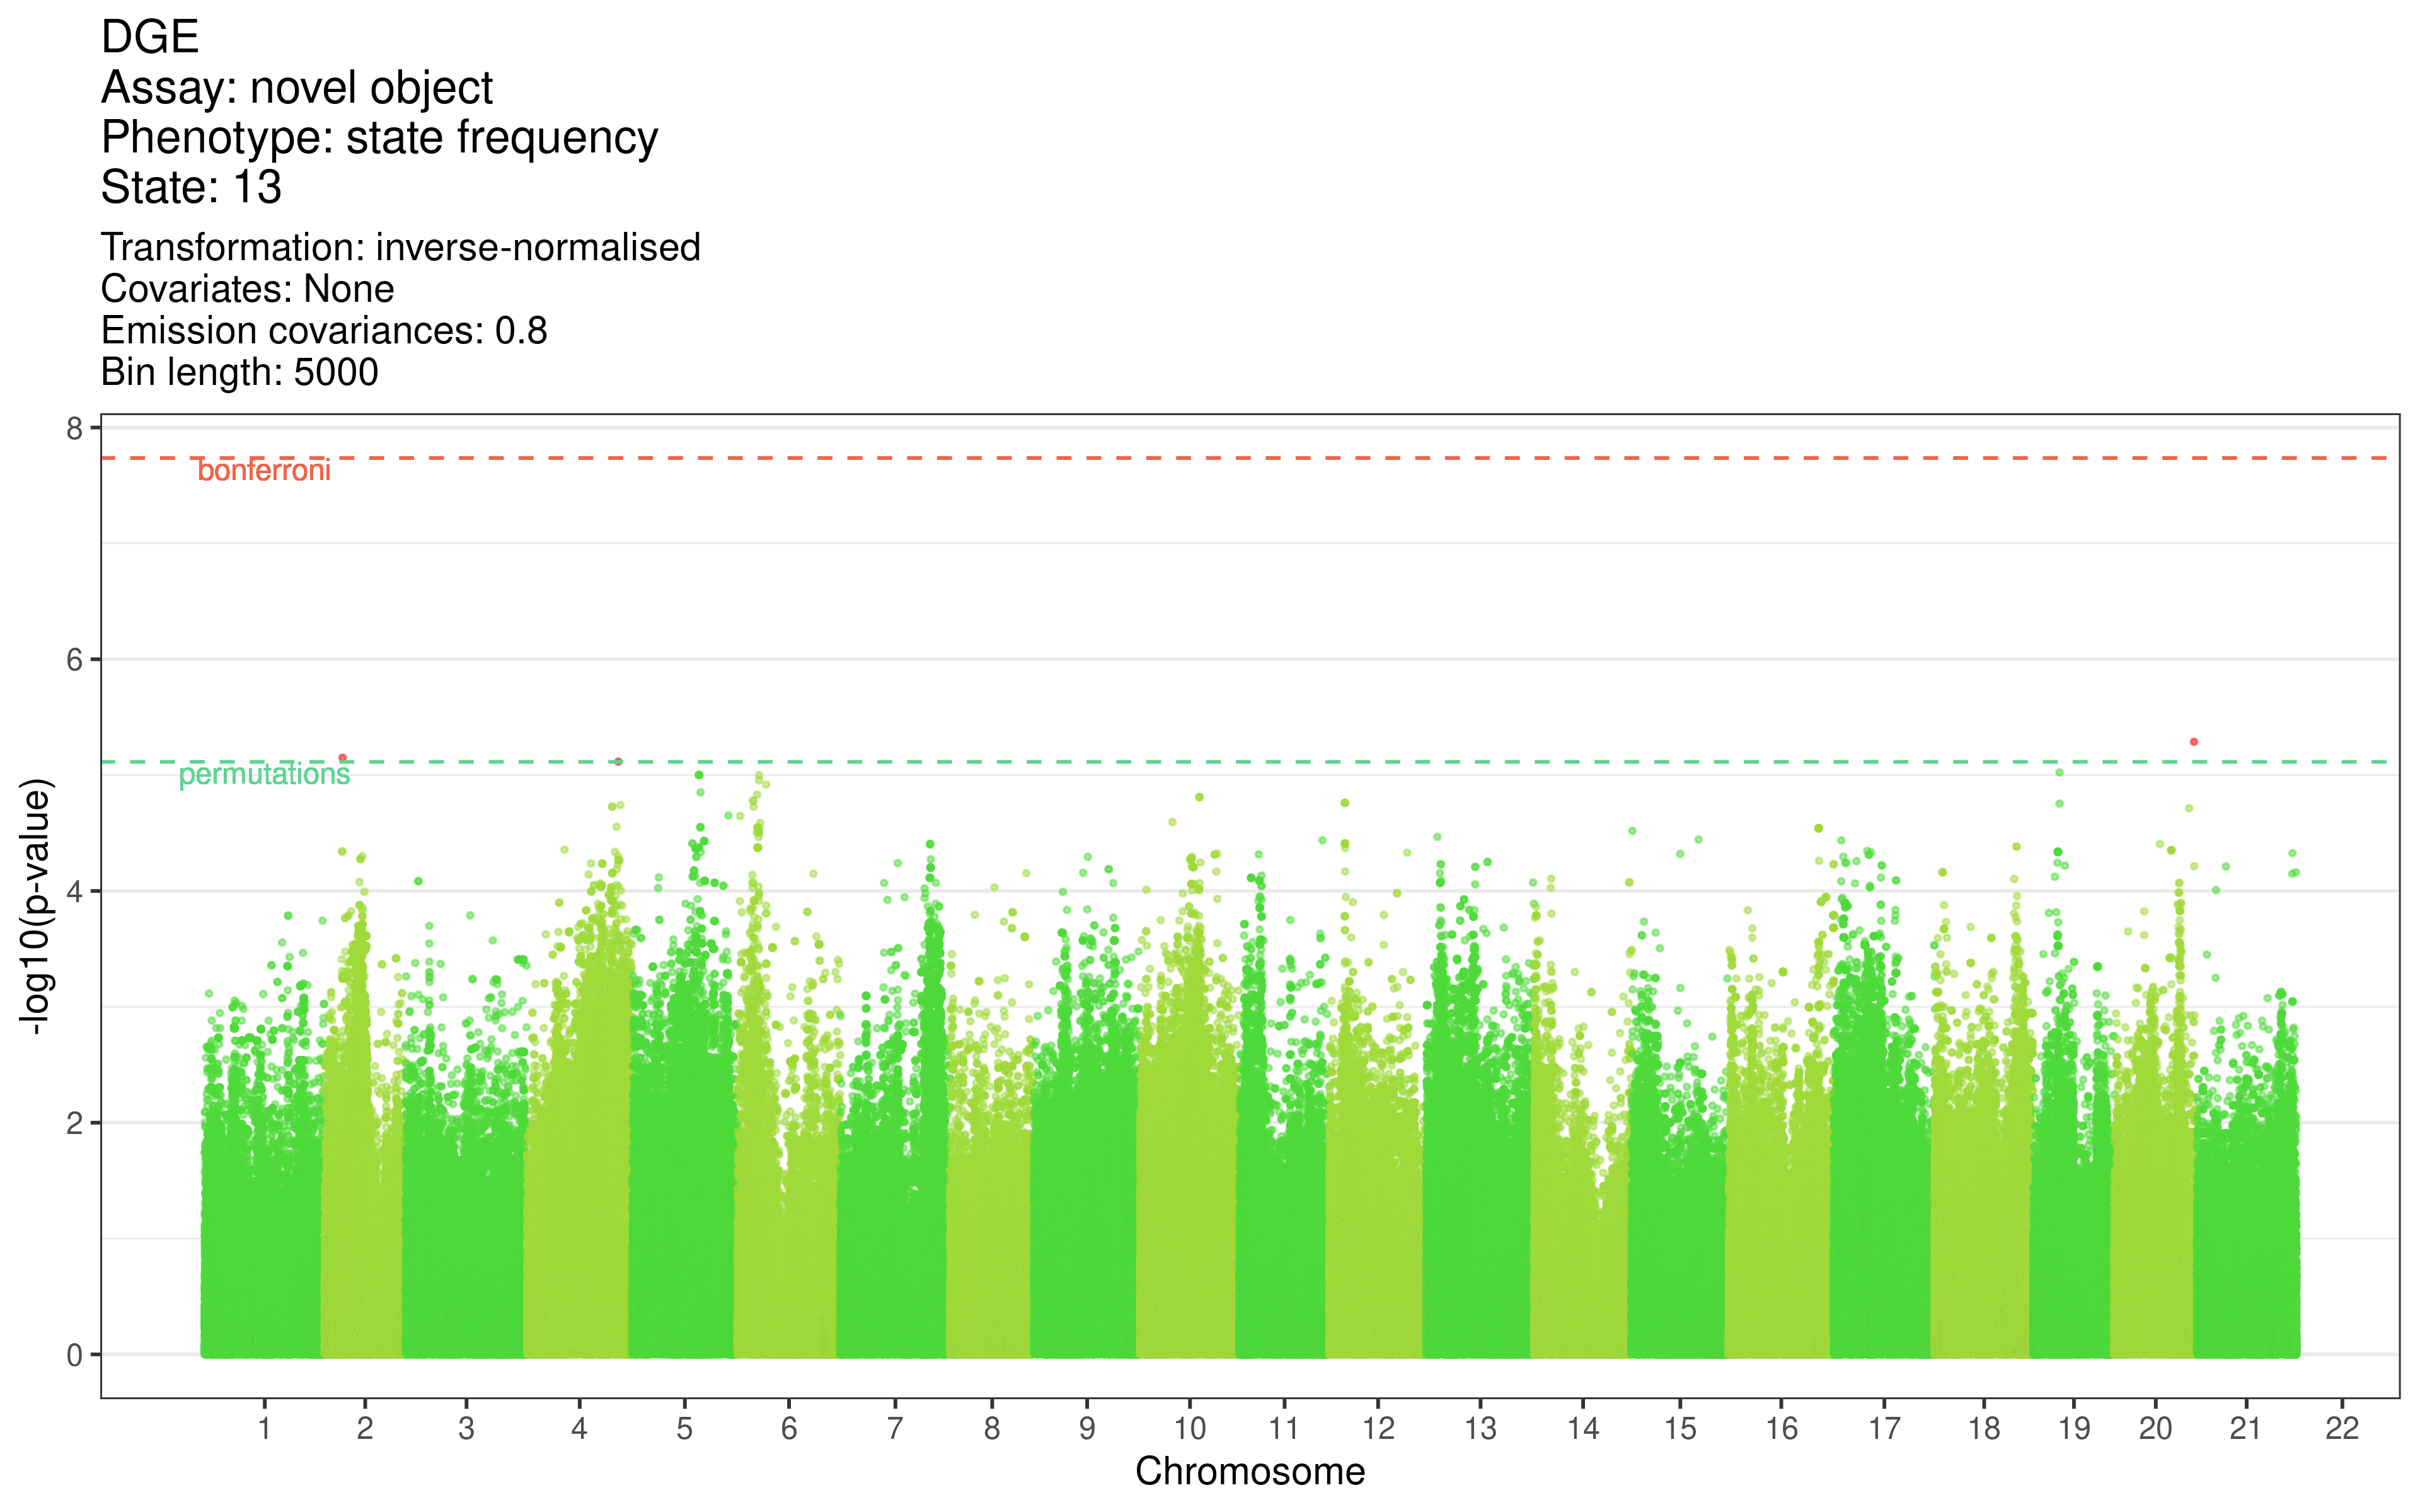 DGE
Assay: novel object
Phenotype: state frequency
State: 13
Transformation: inverse-normalised
Covariates: None
Emission covariances: 0.8
Bin length: 5000
8
bonferroni
6
permutations
4
2
0
-log10(p-value)
1 2 3 4 5 6 7 8 9 10 11 12 13 14 15 16 17 18 19 20 21 22
Chromosome